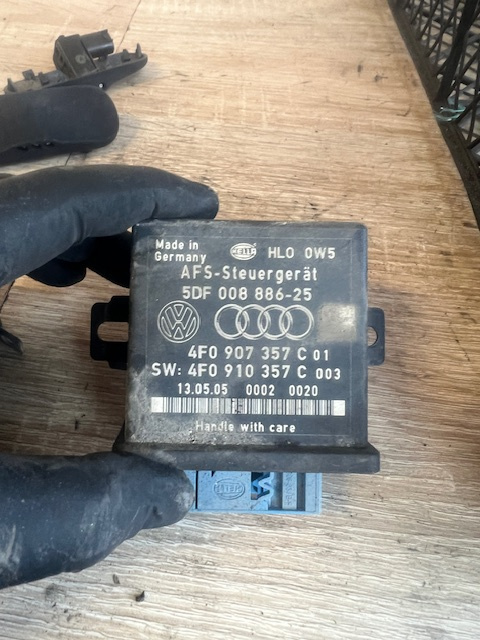 Made in
Germany
HELLA
HLO 0W5
AFS-Steuergerät
5DF 008 886-25
4F0 907 357 C 01
SW: 4F0 910 357 C 003
13.05.05 0002 0020
Handle with care